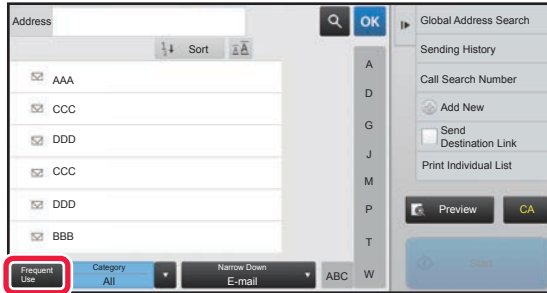 Address
OK
Sort
AAA
CCC
DDD
CCC
DDD
BBB
A
D
G
J
M
P
T
W
Frequent
Use
Category
All
Narrow Down
E-mail
ABC
Global Address Search
Sending History
Call Search Number
Add New
Send
Destination Link
Print Individual List
Preview
CA
Start